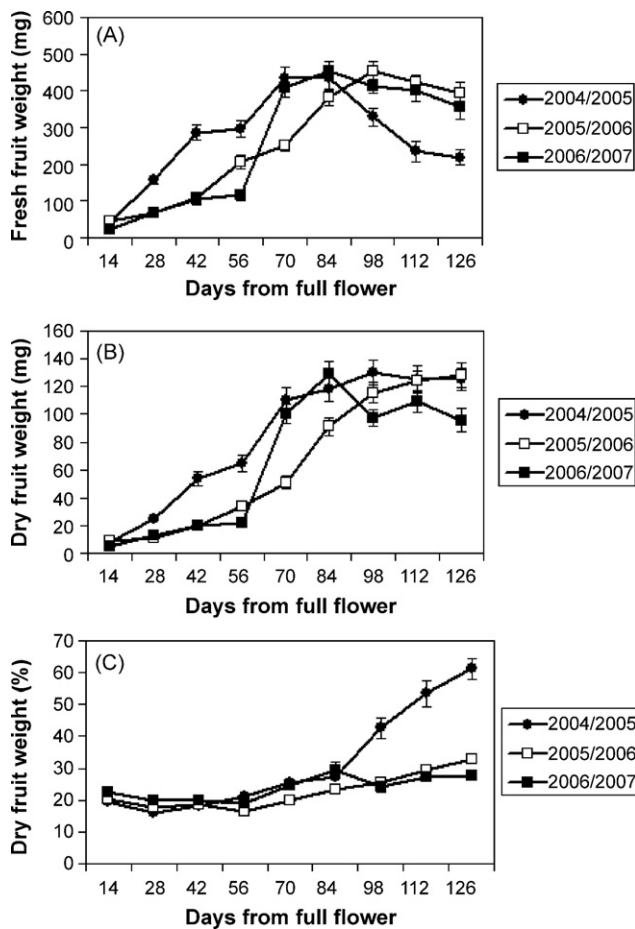 (A)
Fresh fruit weight (mg)
600
500
400
300
200
100
0
14 28 42 56 70 84 98 112 126
Days from full flower
2004/2005
2005/2006
2006/2007
(B)
Dry fruit weight (mg)
160
140
120
100
80
60
40
20
0
14 28 42 56 70 84 98 112 126
Days from full flower
2004/2005
2005/2006
2006/2007
(C)
Dry fruit weight (%)
70
60
50
40
30
20
10
0
14 28 42 56 70 84 98 112 126
Days from full flower
2004/2005
2005/2006
2006/2007